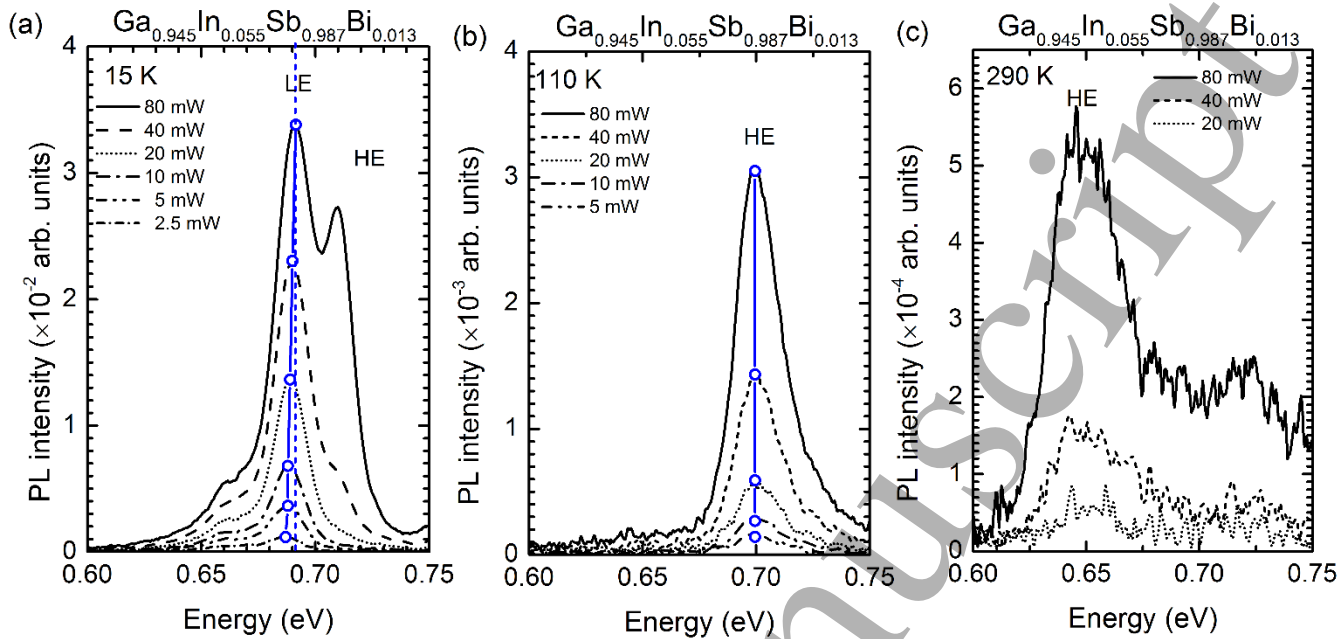 (a)
Ga0.945In0.055Sb0.987Bi0.013
15 K
LE
HE
80 mW
40 mW
20 mW
10 mW
5 mW
2.5 mW
PL intensity (×10-2 arb. units)
4
3
2
1
0
0.60 0.65 0.70 0.75
Energy (eV)
(b)
Ga0.945In0.055Sb0.987Bi0.013
110 K
HE
80 mW
40 mW
20 mW
10 mW
5 mW
PL intensity (×10-3 arb. units)
4
3
2
1
0
0.60 0.65 0.70 0.75
Energy (eV)
(c)
Ga0.945In0.055Sb0.987Bi0.013
290 K
HE
80 mW
40 mW
20 mW
PL intensity (×10-4 arb. units)
6
5
4
3
2
1
0
0.60 0.65 0.70 0.75
Energy (eV)
nuscript